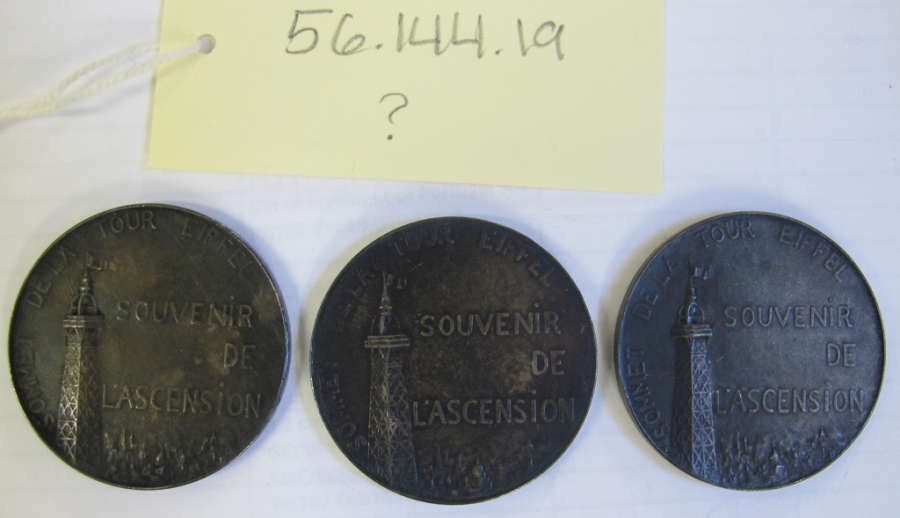 56.144.19
?
SOMMET DE LA TOUR EIFFEL
SOUVENIR
DE
L'ASCENSION
SOMMET DE LA TOUR EIFFEL
SOUVENIR
DE
L'ASCENSION
SOMMET DE LA TOUR EIFFEL
SOUVENIR
DE
L'ASCENSION